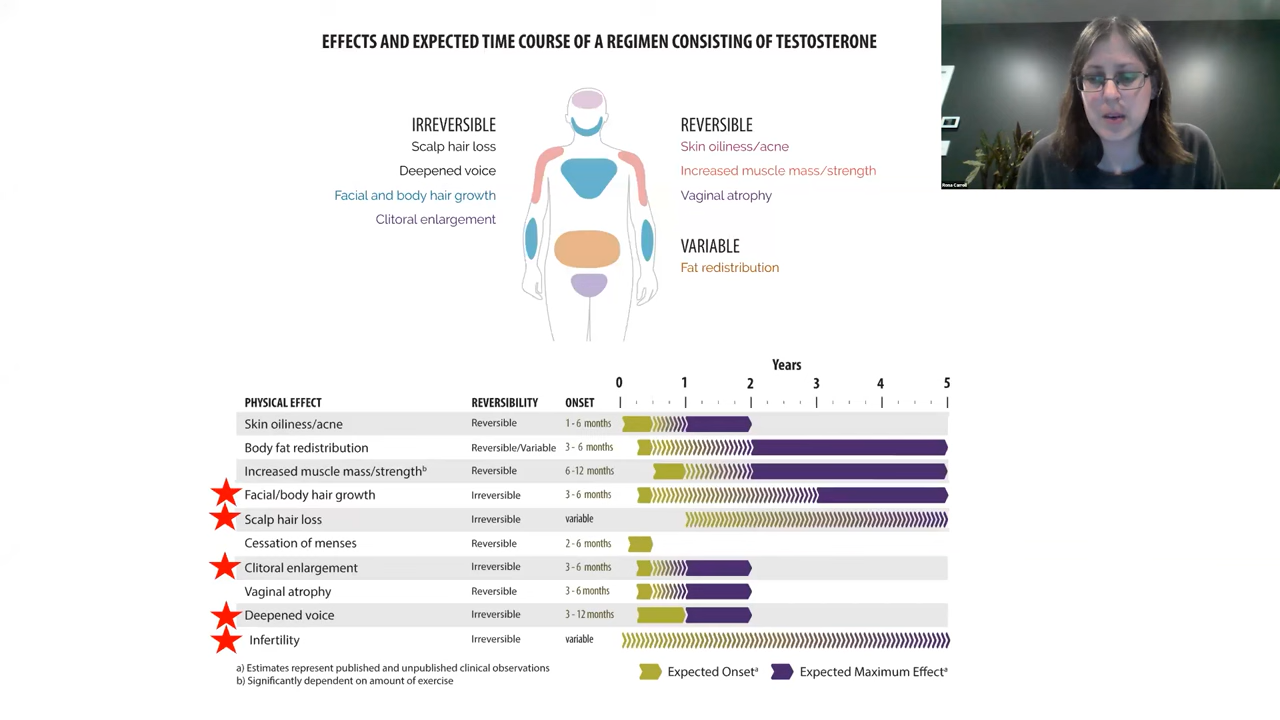 EFFECTS AND EXPECTED TIME COURSE OF A REGIMEN CONSISTING OF TESTOSTERONE
IRREVERSIBLE
Scalp hair loss
Deepened voice
Facial and body hair growth
Clitoral enlargement
REVERSIBLE
Skin oiliness/acne
Increased muscle mass/strength
Vaginal atrophy
VARIABLE
Fat redistribution
Rosa Carroll
Years
0 1 2 3 4 5
PHYSICAL EFFECT REVERSIBILITY ONSET
Skin oiliness/acne Reversible 1 - 6 months
Body fat redistribution Reversible/Variable 3 - 6 months
Increased muscle mass/strengthᵇ Reversible 6 -12 months
Facial/body hair growth Irreversible 3 - 6 months
Scalp hair loss Irreversible variable
Cessation of menses Reversible 2 - 6 months
Clitoral enlargement Irreversible 3 - 6 months
Vaginal atrophy Reversible 3 - 6 months
Deepened voice Irreversible 3 - 12 months
Infertility Irreversible variable
a) Estimates represent published and unpublished clinical observations
b) Significantly dependent on amount of exercise
Expected Onsetᵃ Expected Maximum Effectᵃ